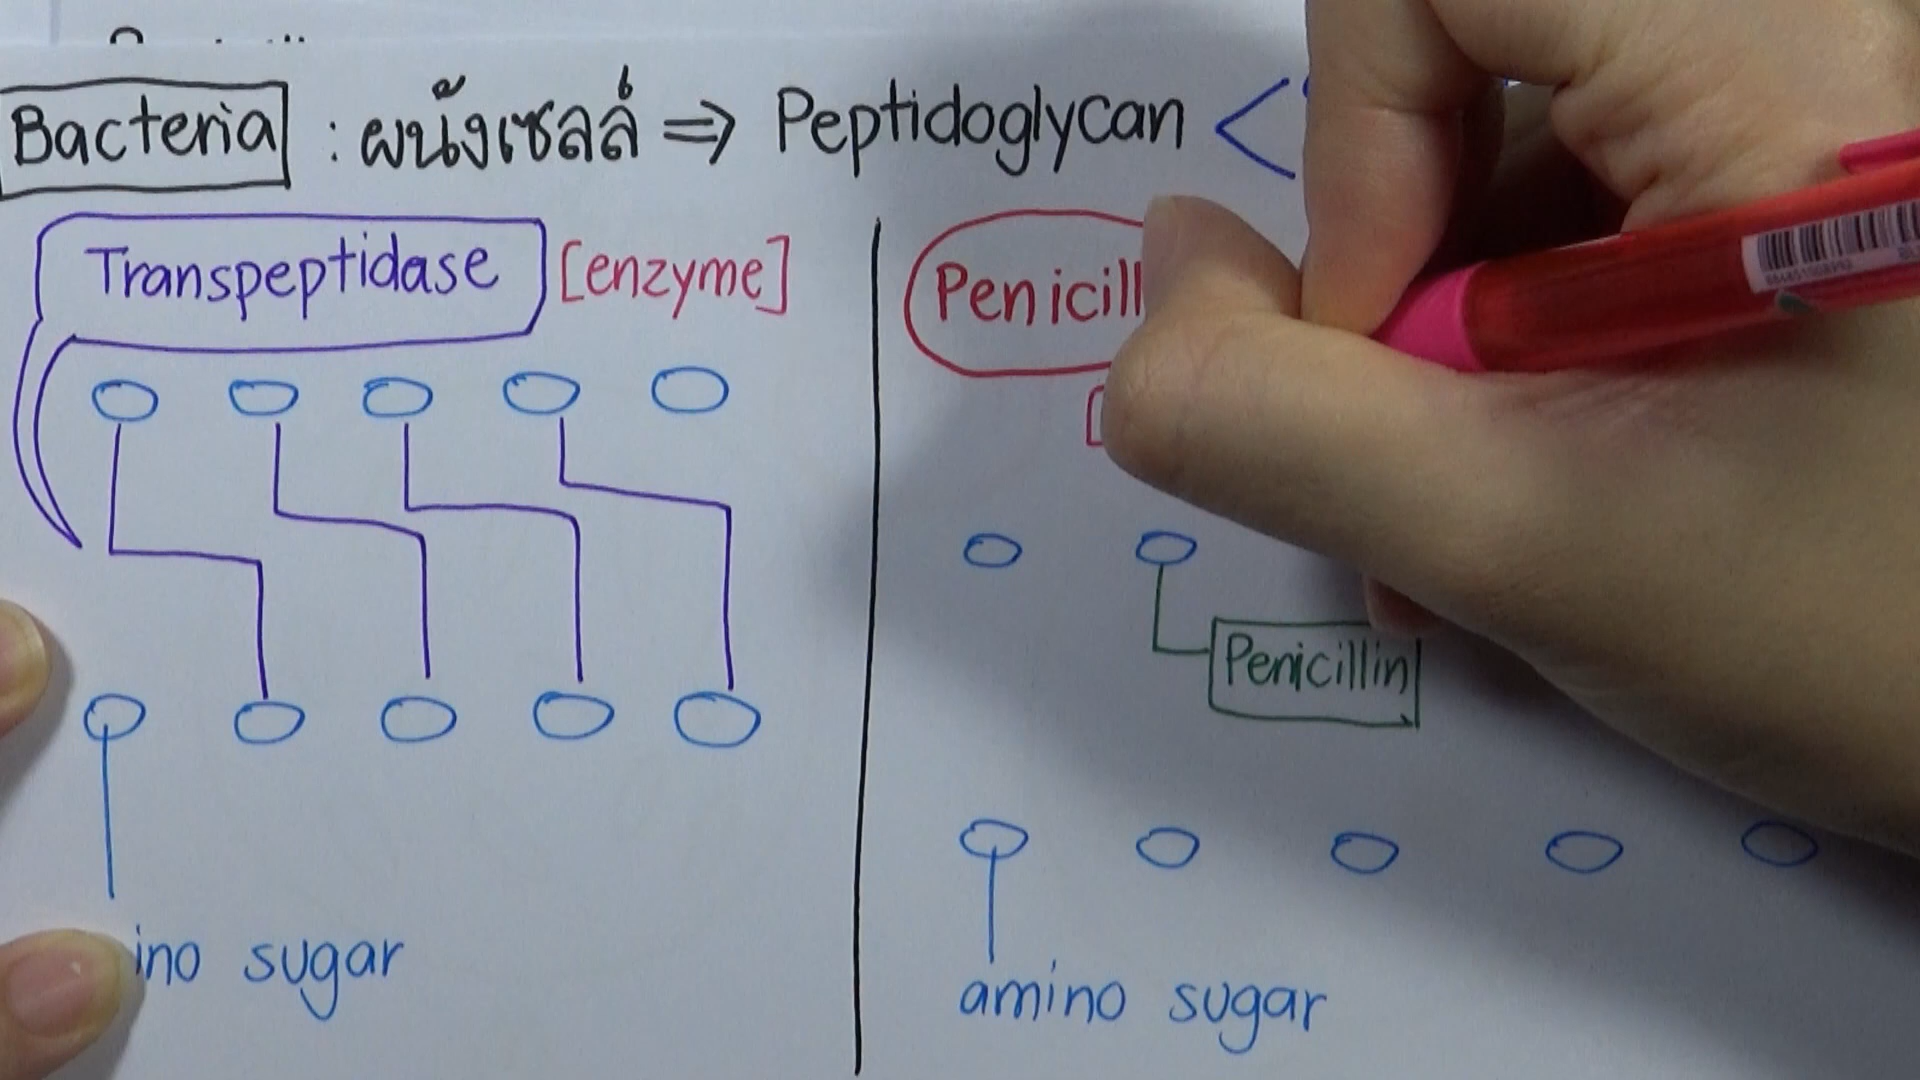 Bacteria : ผนังเซลล์ ⇒ Peptidoglycan <
Transpeptidase [enzyme]
Penicill
Penicillin
ino sugar
amino sugar